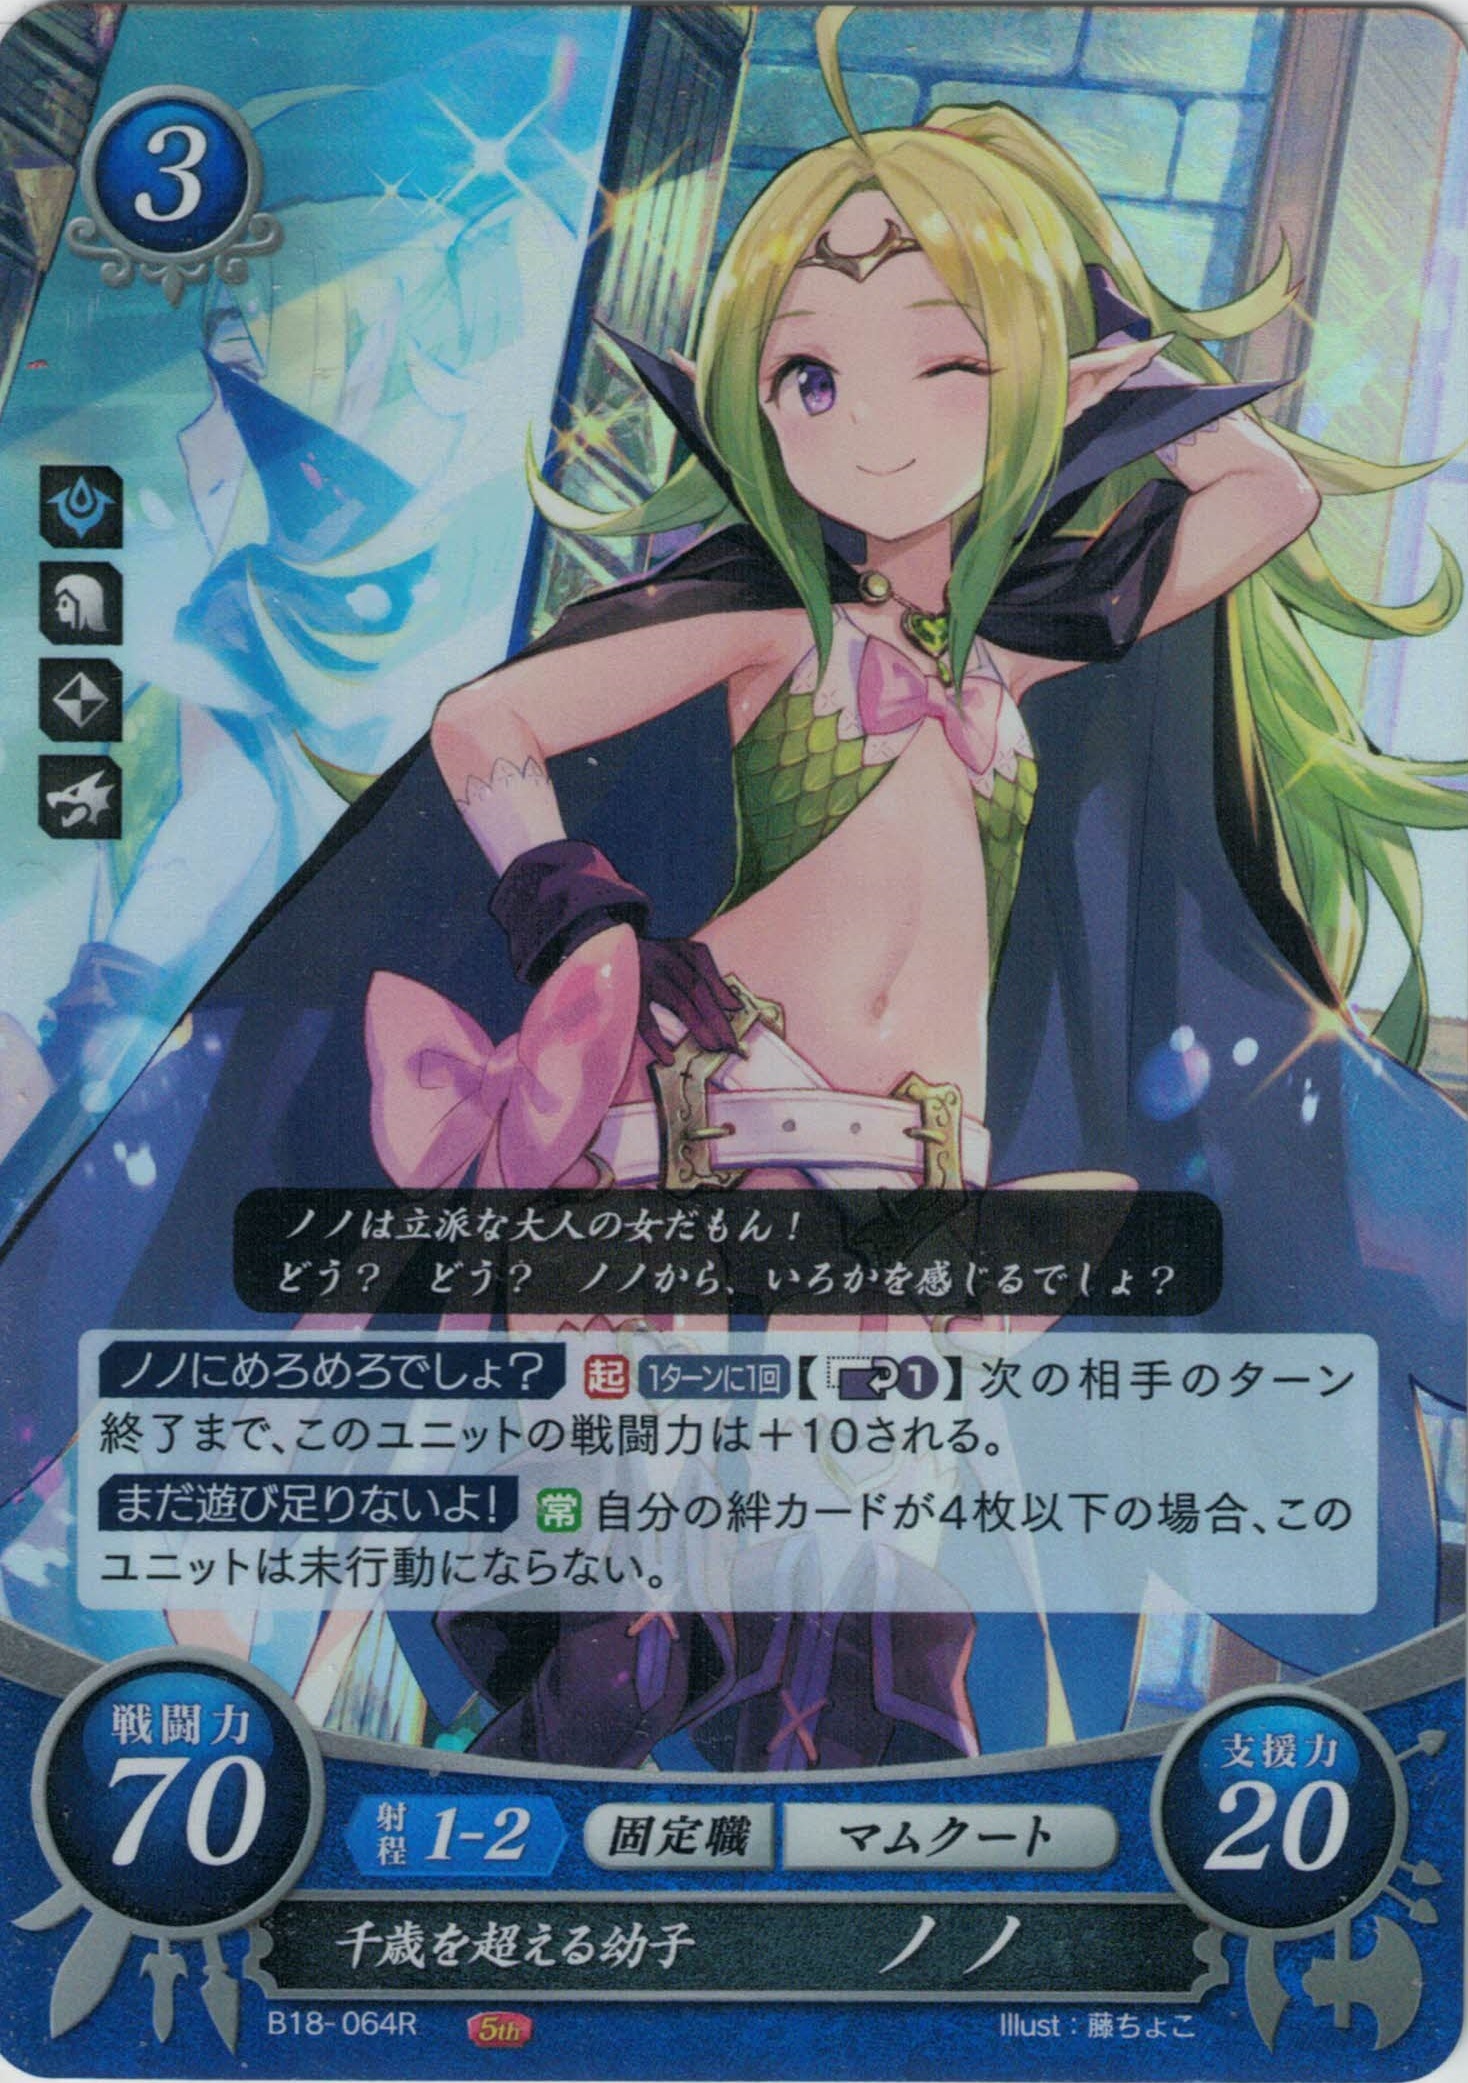 3
ノノは立派な大人の女だもん！
どう？　どう？　ノノから、いろかを感じるでしょ？
ノノにめろめろでしょ？ 起 1ターンに1回【1】次の相手のターン
終了まで、このユニットの戦闘力は＋10される。
まだ遊び足りないよ！ 常 自分の絆カードが4枚以下の場合、この
ユニットは未行動にならない。
戦闘力
70
射程 1-2
固定職
マムクート
支援力
20
千歳を超える幼子　ノノ
B18-064R 5th
Illust：藤ちょこ